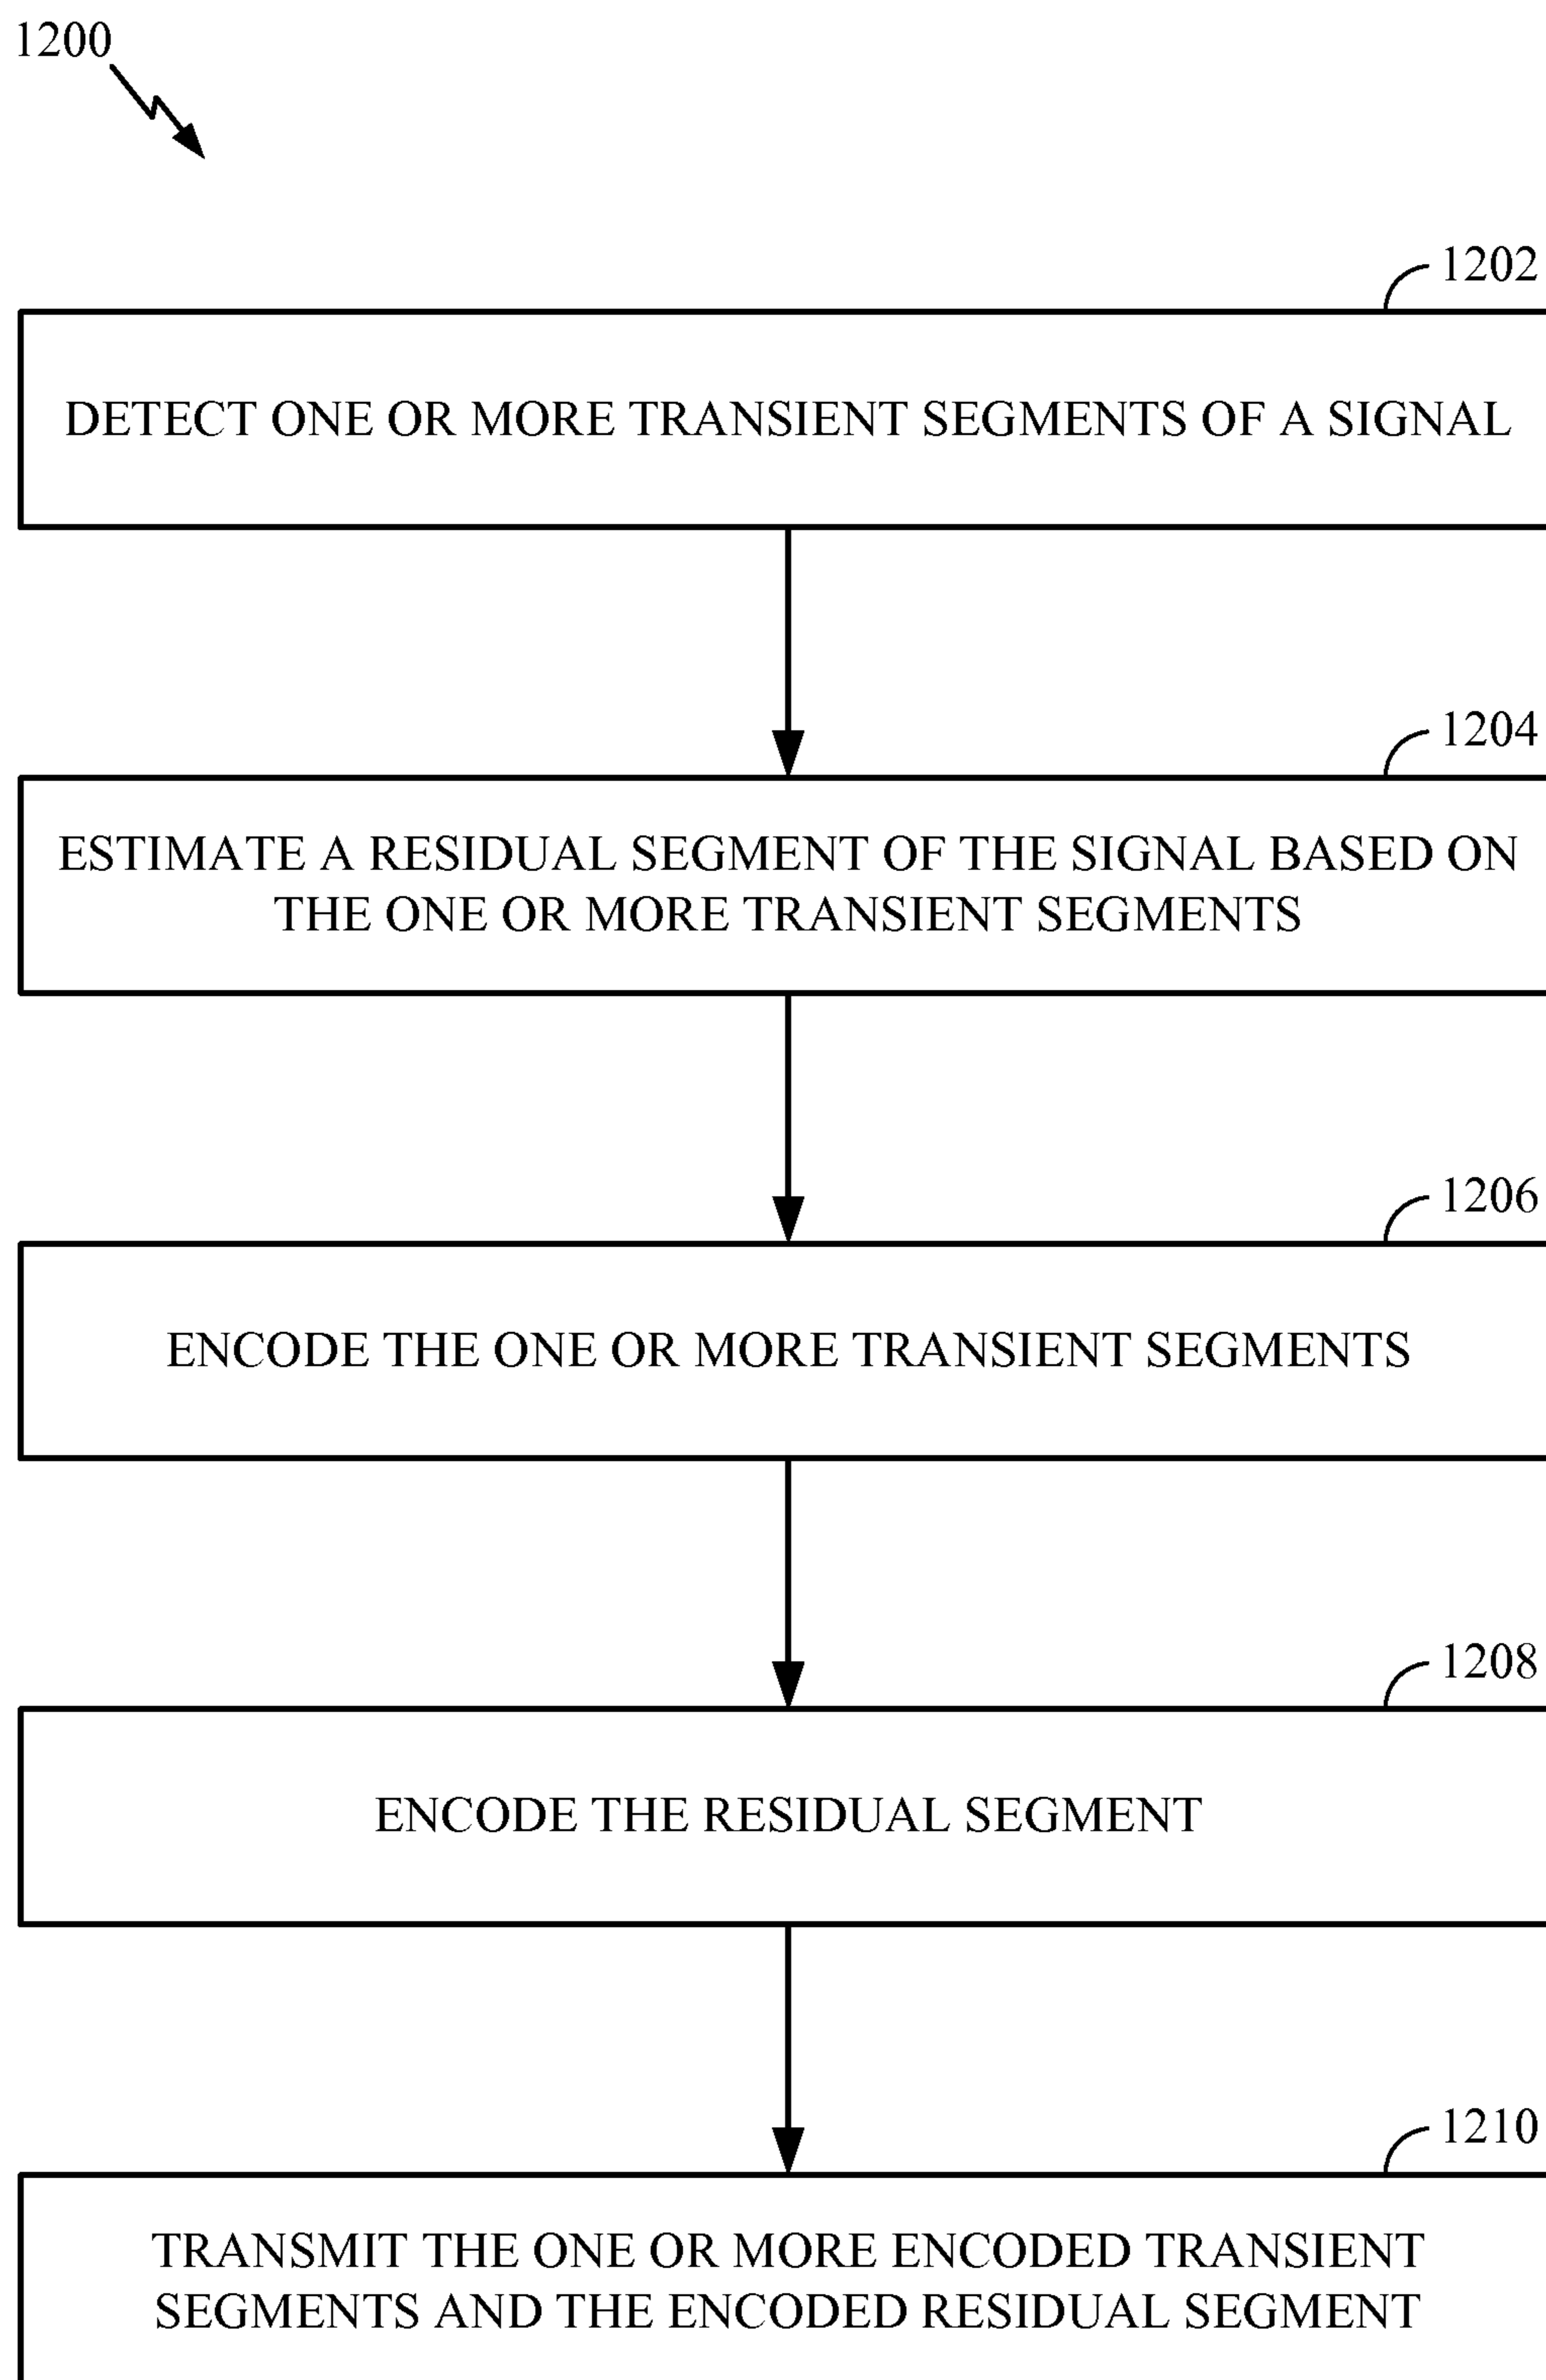 1200
1202
DETECT ONE OR MORE TRANSIENT SEGMENTS OF A SIGNAL
1204
ESTIMATE A RESIDUAL SEGMENT OF THE SIGNAL BASED ON
THE ONE OR MORE TRANSIENT SEGMENTS
1206
ENCODE THE ONE OR MORE TRANSIENT SEGMENTS
1208
ENCODE THE RESIDUAL SEGMENT
1210
TRANSMIT THE ONE OR MORE ENCODED TRANSIENT
SEGMENTS AND THE ENCODED RESIDUAL SEGMENT